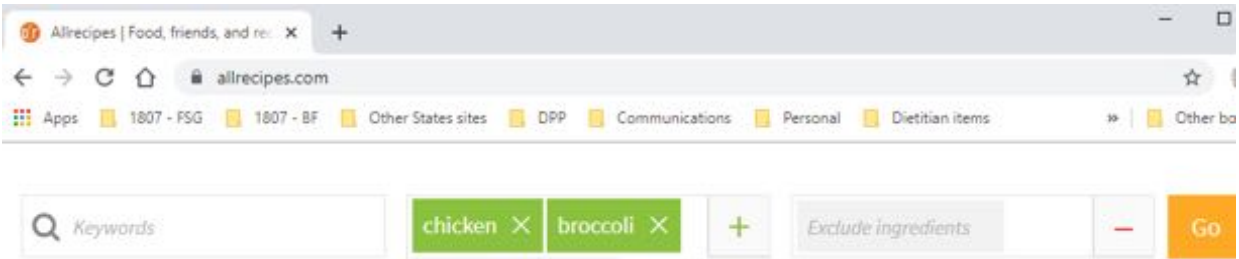 Allrecipes | Food, friends, and rec
allrecipes.com
Apps 1807 - FSG 1807 - BF Other States sites DPP Communications Personal Dietitian items » Other bo
Keywords chicken × broccoli × + Exclude ingredients − Go